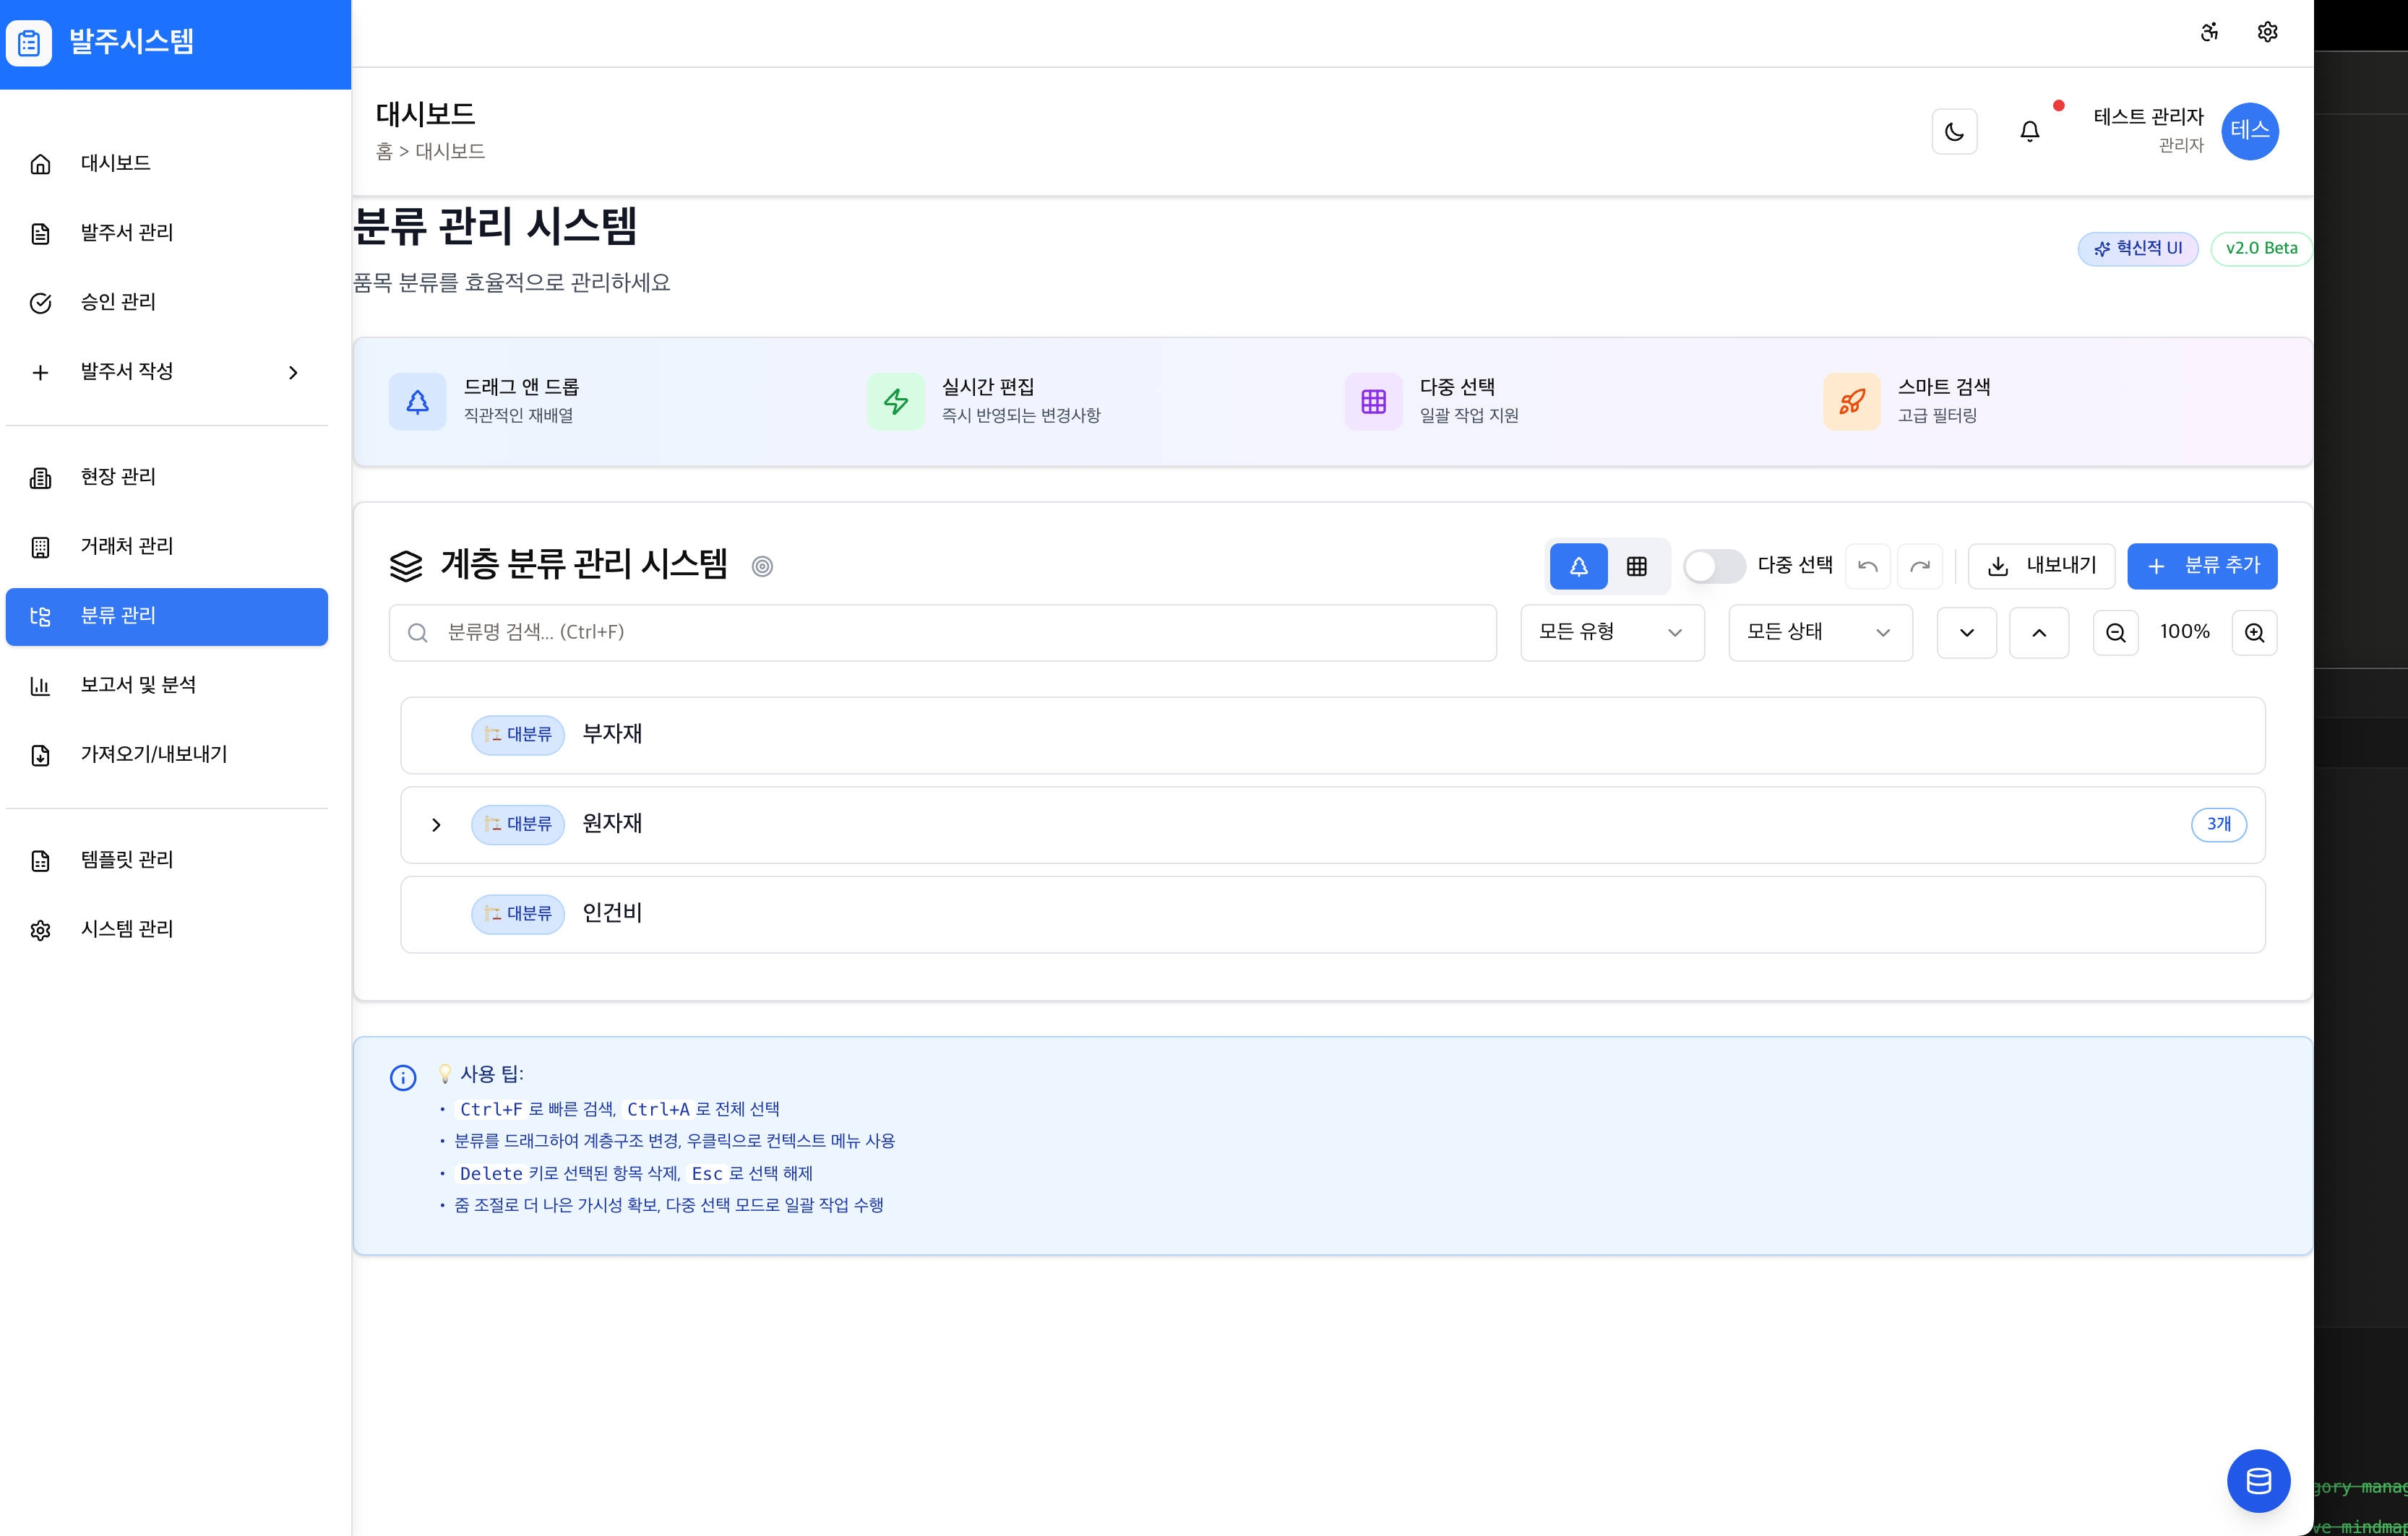 발주시스템
대시보드
발주서 관리
승인 관리
발주서 작성
현장 관리
거래처 관리
분류 관리
보고서 및 분석
가져오기/내보내기
템플릿 관리
시스템 관리
대시보드
홈 > 대시보드
테스트 관리자
관리자
테스
분류 관리 시스템
품목 분류를 효율적으로 관리하세요
혁신적 UI
v2.0 Beta
드래그 앤 드롭
직관적인 재배열
실시간 편집
즉시 반영되는 변경사항
다중 선택
일괄 작업 지원
스마트 검색
고급 필터링
계층 분류 관리 시스템
다중 선택
내보내기
분류 추가
분류명 검색... (Ctrl+F)
모든 유형
모든 상태
100%
대분류 부자재
대분류 원자재 3개
대분류 인건비
사용 팁:
• Ctrl+F 로 빠른 검색, Ctrl+A 로 전체 선택
• 분류를 드래그하여 계층구조 변경, 우클릭으로 컨텍스트 메뉴 사용
• Delete 키로 선택된 항목 삭제, Esc 로 선택 해제
• 줌 조절로 더 나은 가시성 확보, 다중 선택 모드로 일괄 작업 수행
gory manag
ve mindmap